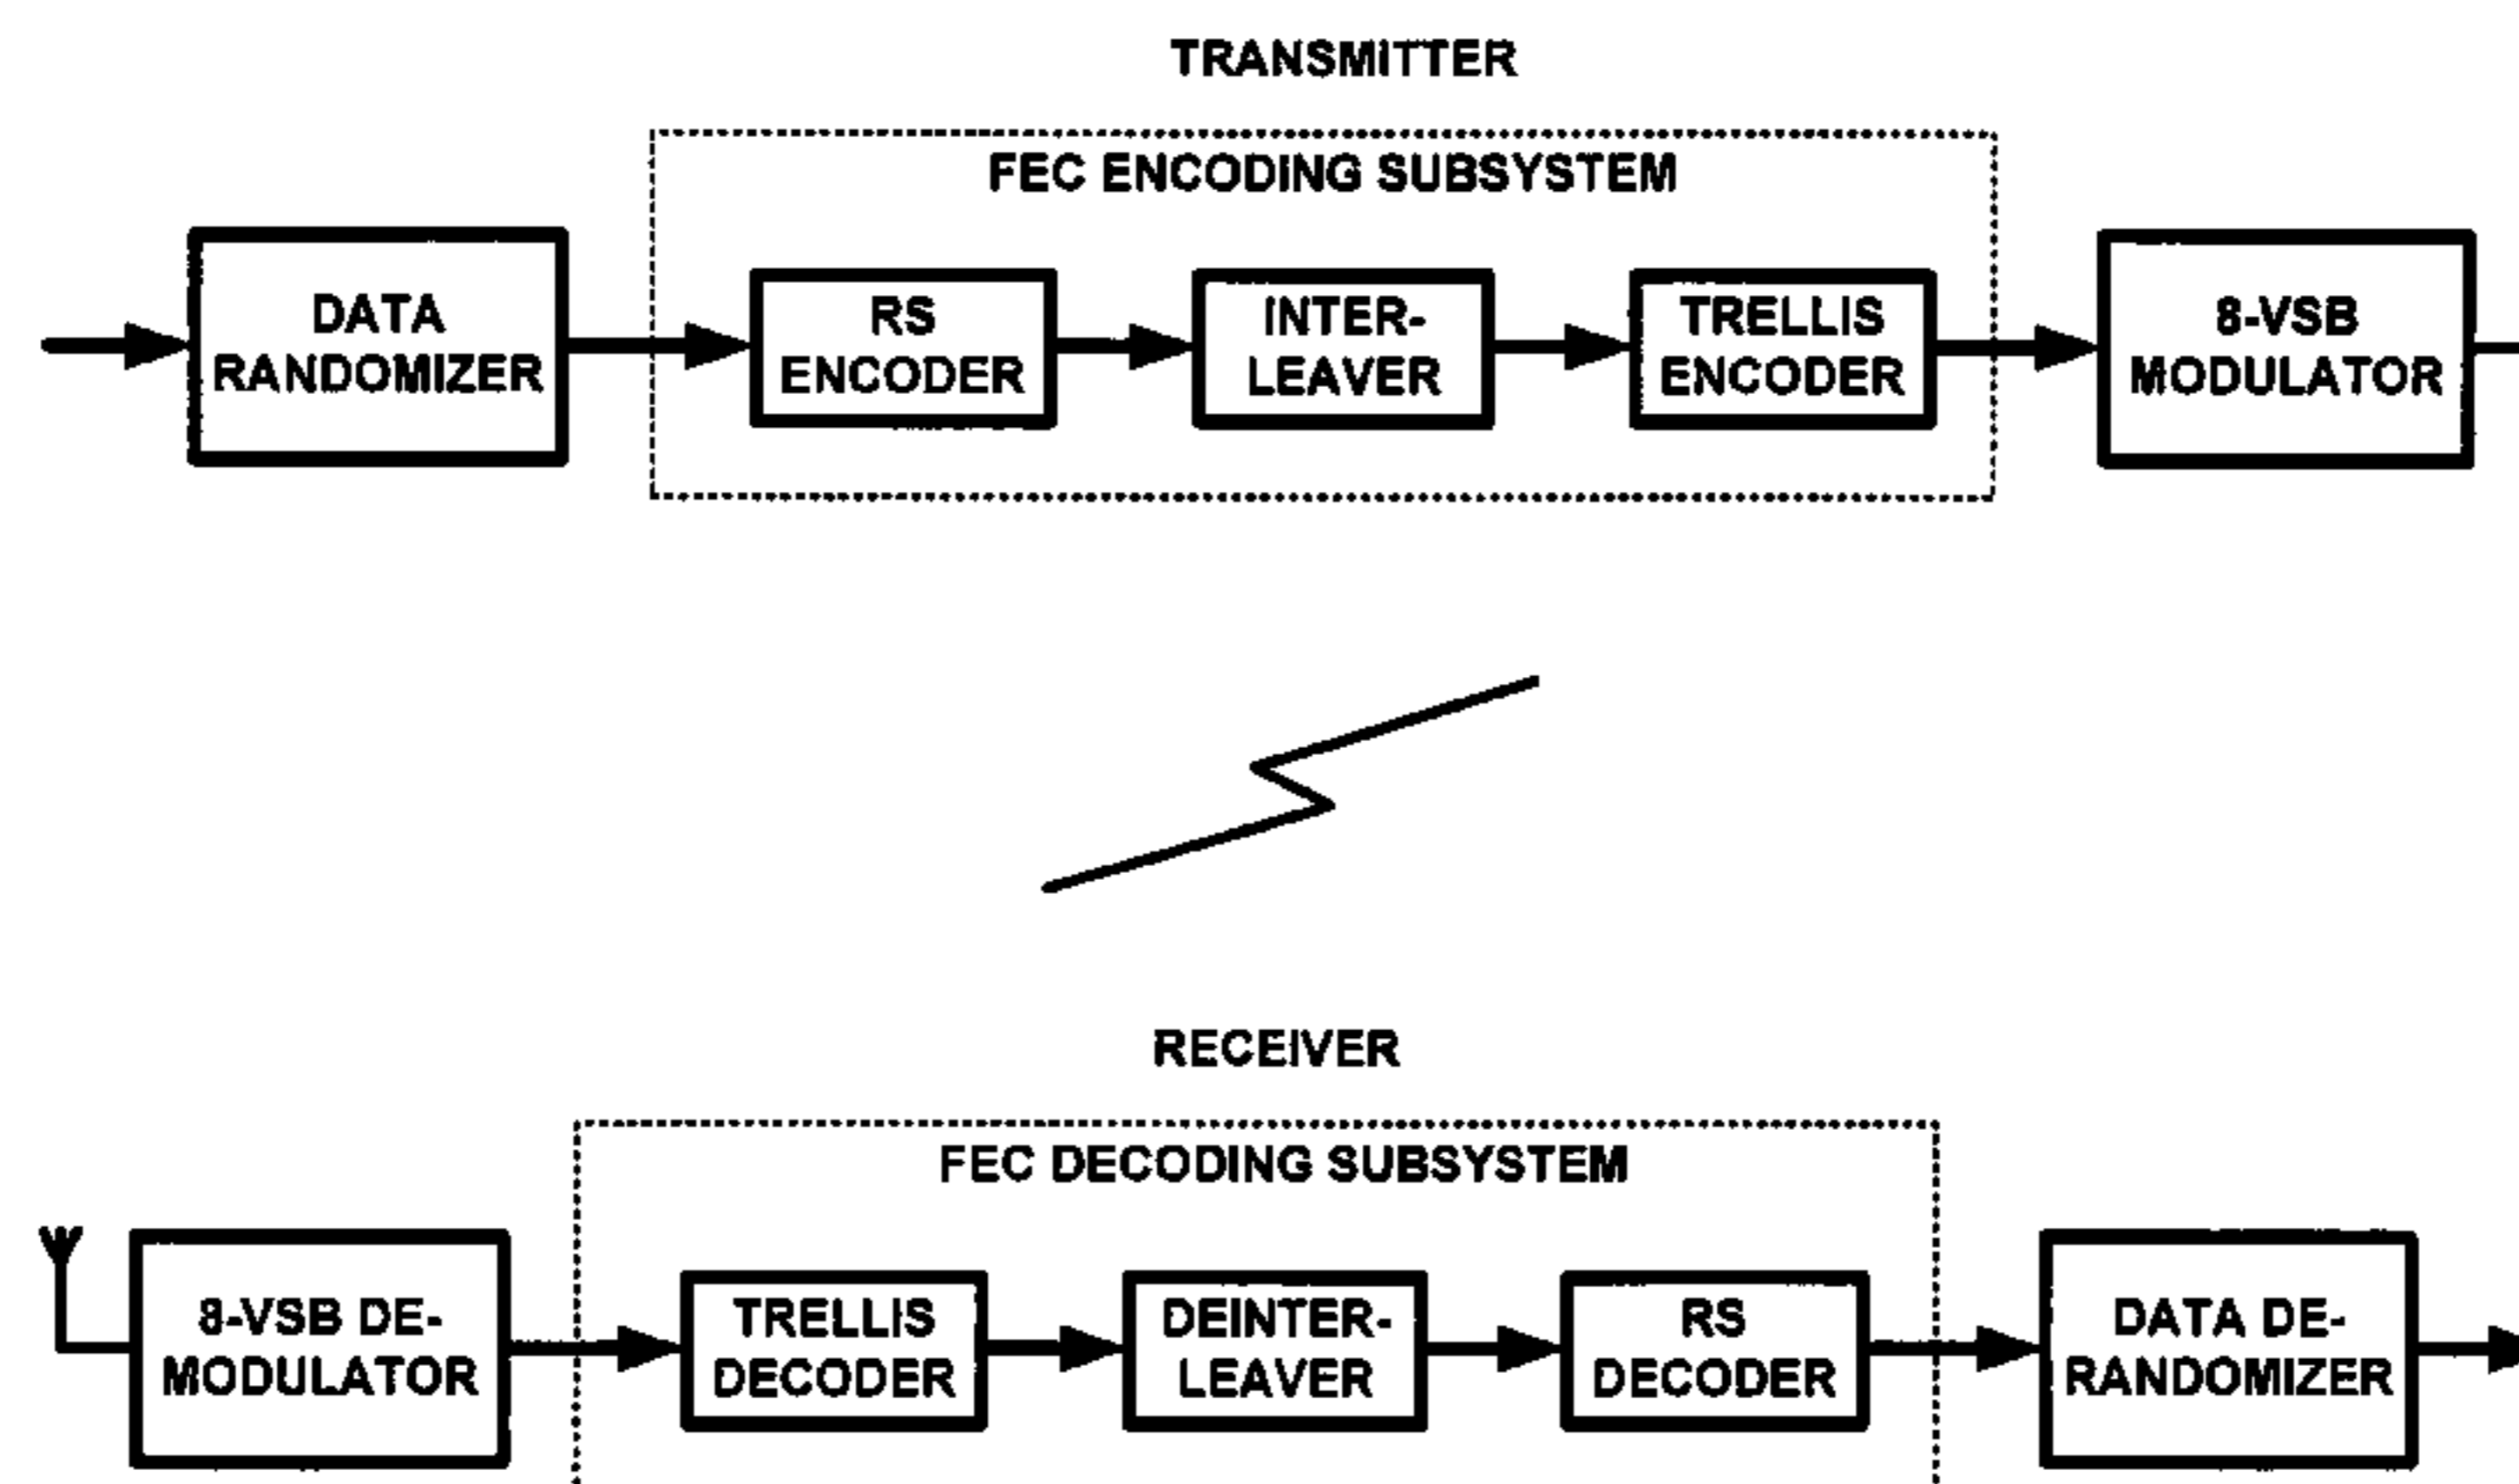 TRANSMITTER
FEC ENCODING SUBSYSTEM
DATA
RANDOMIZER
RS
ENCODER
INTER-
LEAVER
TRELLIS
ENCODER
8-VSB
MODULATOR
RECEIVER
FEC DECODING SUBSYSTEM
8-VSB DE-
MODULATOR
TRELLIS
DECODER
DEINTER-
LEAVER
RS
DECODER
DATA DE-
RANDOMIZER